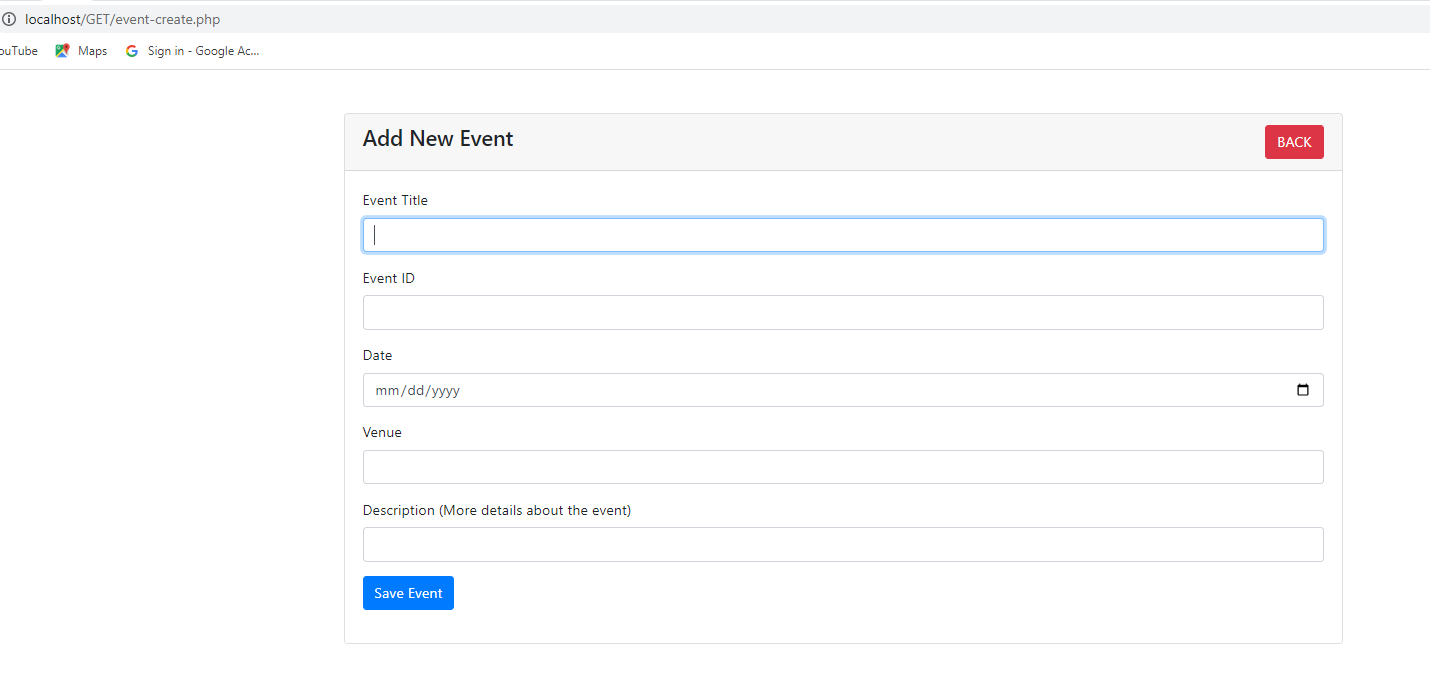 localhost/GET/event-create.php
ouTube Maps Sign in - Google Ac...
Add New Event
BACK
Event Title
Event ID
Date
mm/dd/yyyy
Venue
Description (More details about the event)
Save Event